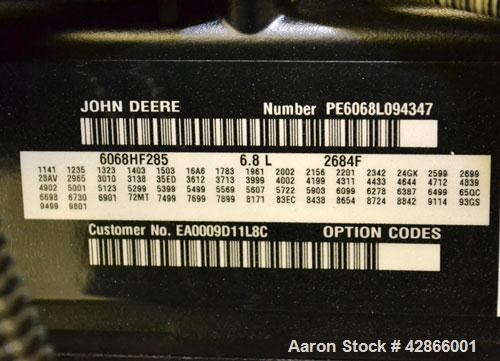 JOHN DEERE Number PE6068L094347
6068HF285 6.8 L 2684F
1141 1235 1323 1403 1503 16A6 1783 1961 2002 2156 2201 2342 24GK 2599 2699
28AV 2965 3010 3138 35ED 3612 3713 3999 4002 4199 4311 4433 4644 4712 4839
4902 5001 5123 5299 5399 5499 5569 5607 5722 5903 6099 6278 6387 6499 65QC
6698 6730 6901 72MT 7499 7699 7899 8171 83EC 8438 8654 8724 8842 9114 93GS
9499 9801
Customer No. EA0009D11L8C OPTION CODES
Aaron Stock # 42866001